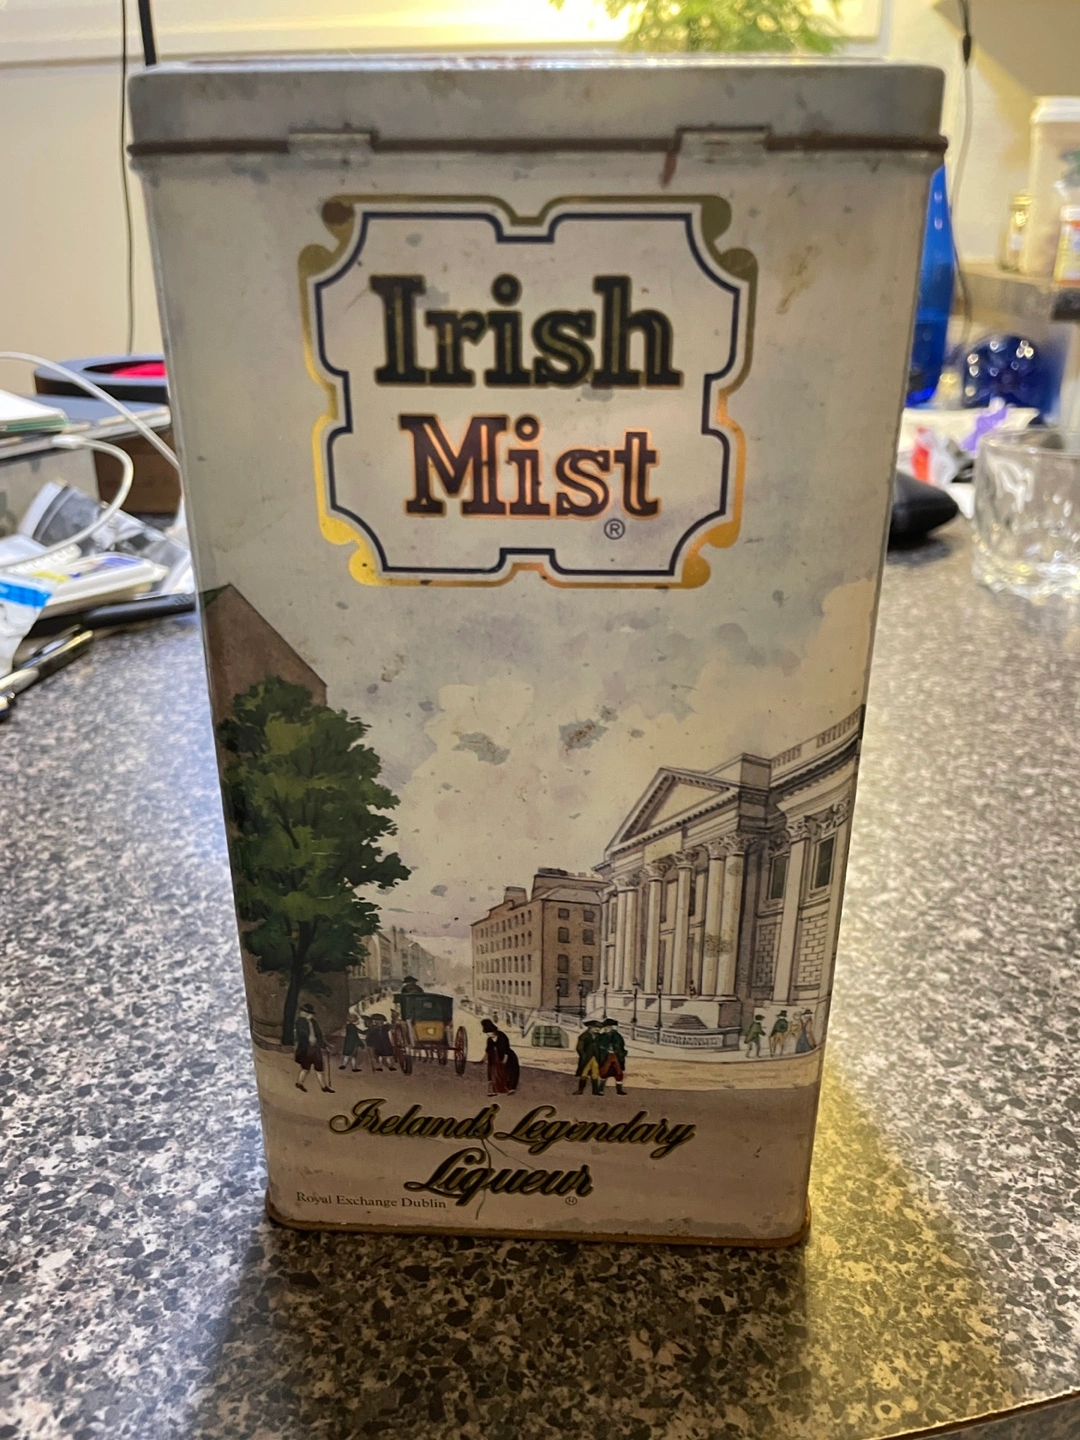 Irish
Mist
®
Ireland's Legendary
Liqueur
®
Royal Exchange Dublin